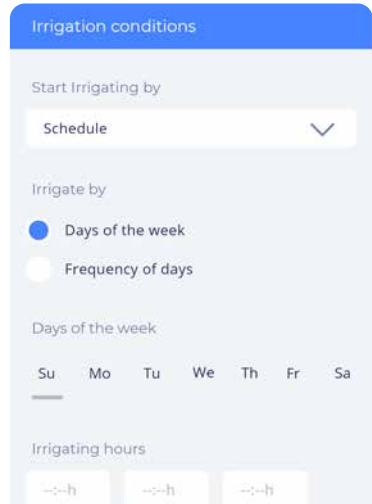 Irrigation conditions
Start Irrigating by
Schedule
Irrigate by
Days of the week
Frequency of days
Days of the week
Su Mo Tu We Th Fr Sa
Irrigating hours
--:--h --:--h --:--h